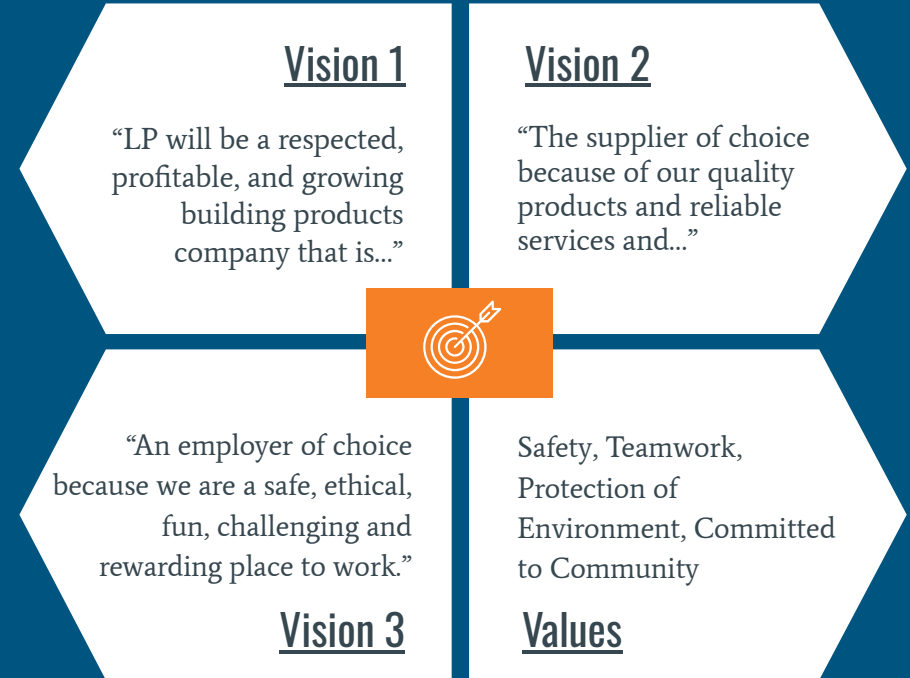 Vision 1
“LP will be a respected,
profitable, and growing
building products
company that is...”
Vision 2
“The supplier of choice
because of our quality
products and reliable
services and...”
“An employer of choice
because we are a safe, ethical,
fun, challenging and
rewarding place to work.”
Vision 3
Safety, Teamwork,
Protection of
Environment, Committed
to Community
Values